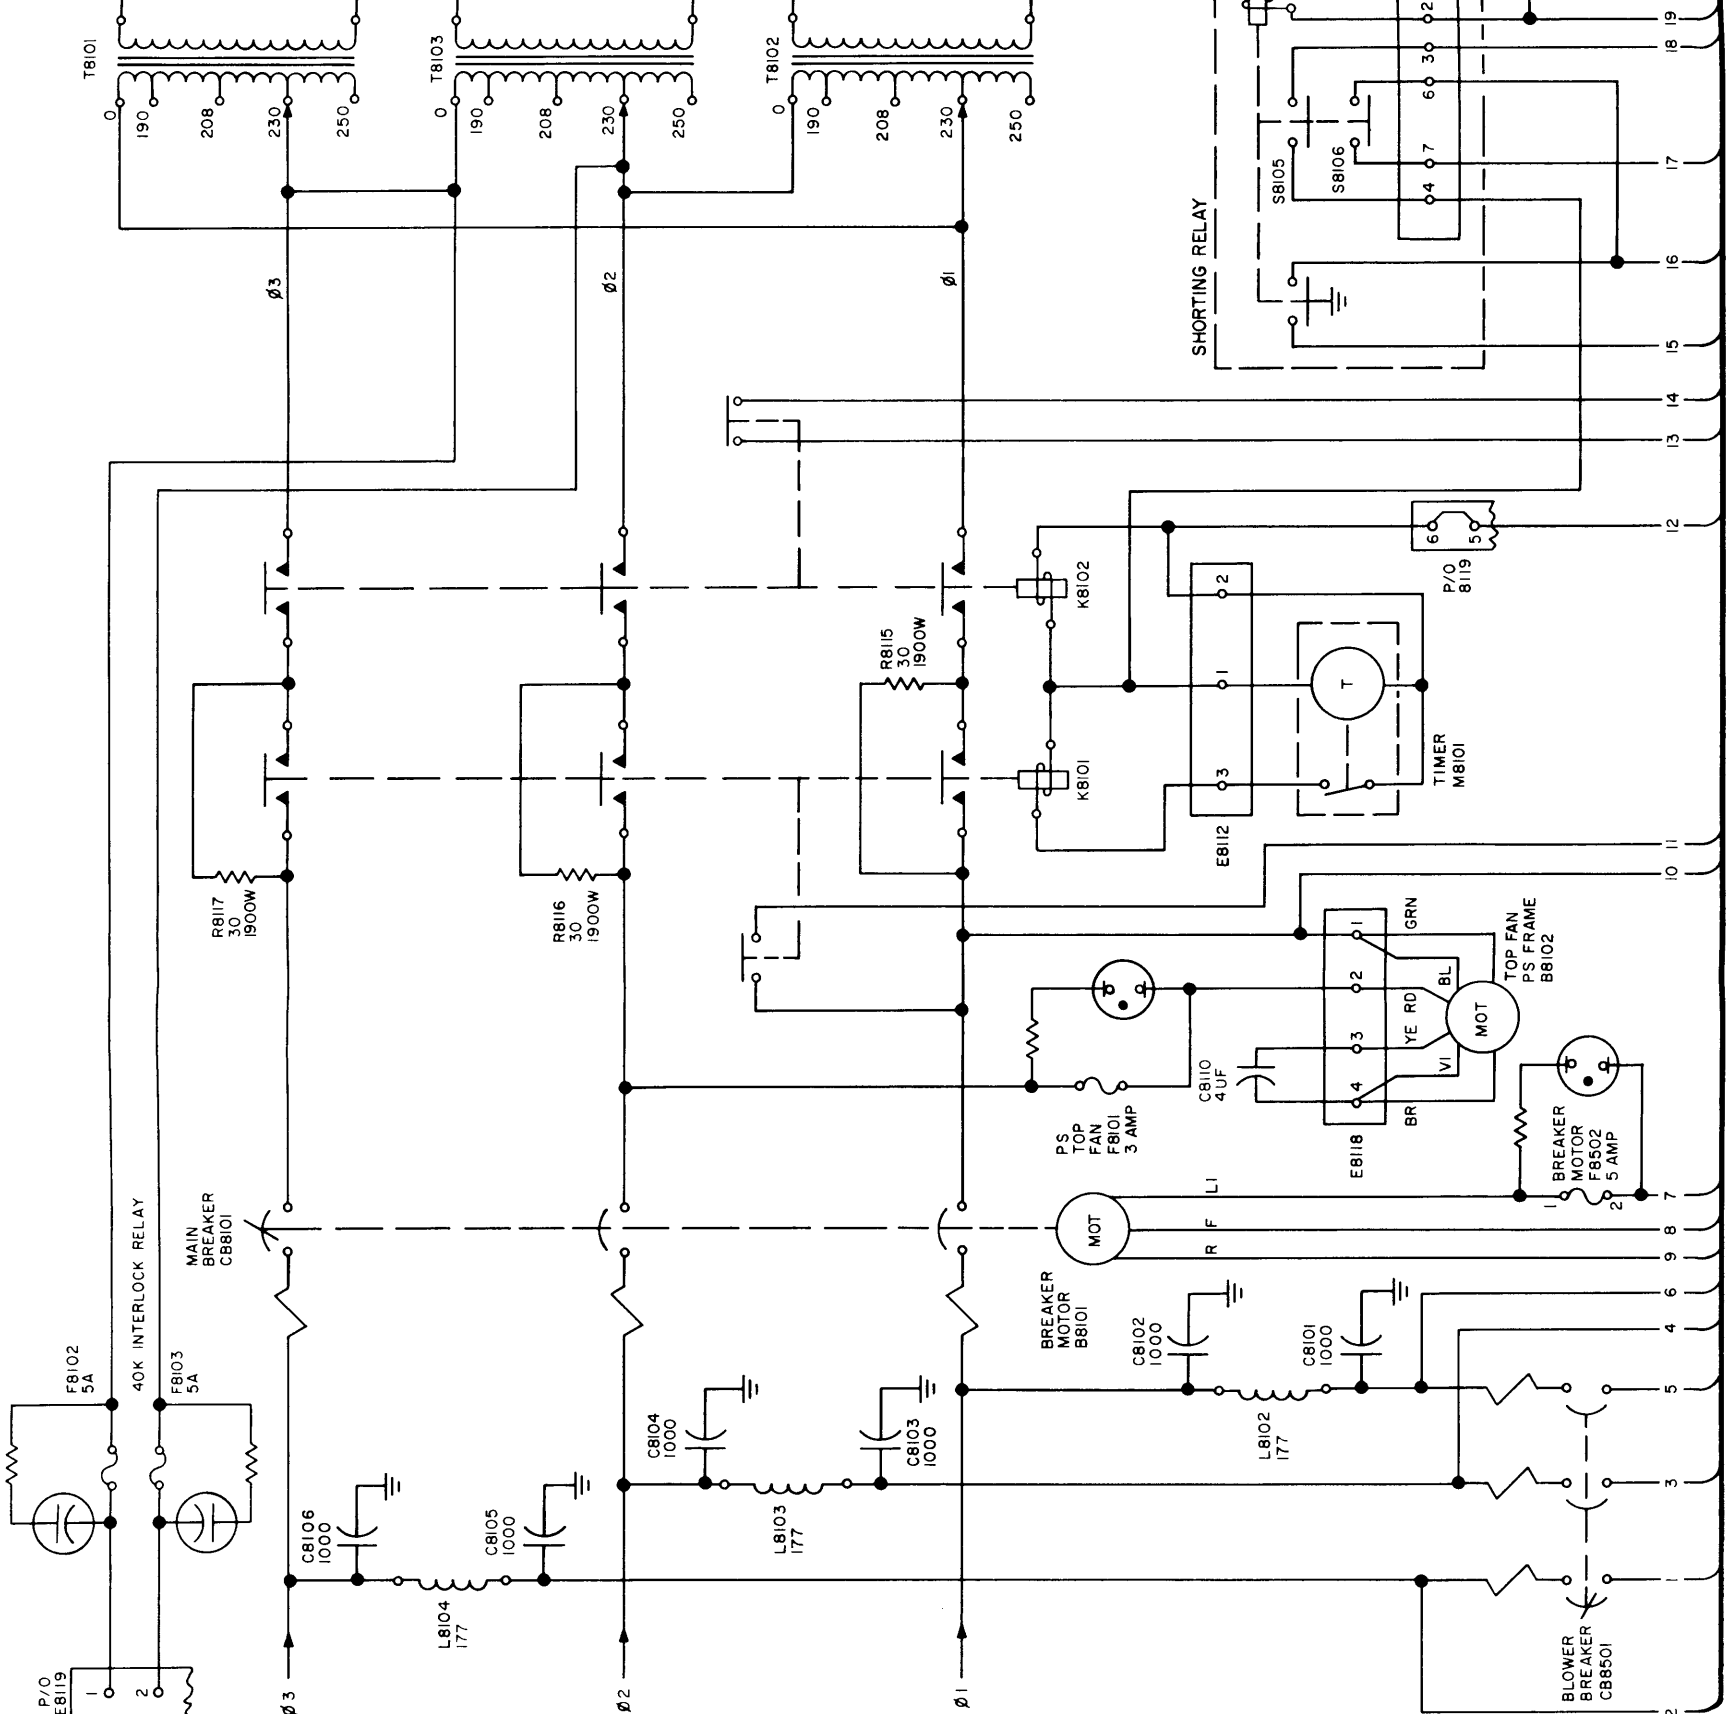 T8101
0
190
208
230
250
T8103
0
190
208
230
250
T8102
0
190
208
230
250
Ø3
Ø2
Ø1
SHORTING RELAY
S8105
S8106
2
3
6
7
4
19
18
17
16
15
14
13
12
11
10
7
8
9
6
4
5
3
1
2
P/O
8119
6
5
K8102
K8101
R8115
30
1900W
R8117
30
1900W
R8116
30
1900W
2
1
3
E8112
T
TIMER
M8101
MAIN
BREAKER
CB8101
40K INTERLOCK RELAY
F8102
5A
F8103
5A
PS
TOP
FAN
F8101
3 AMP
C8110
4UF
1
2
3
4
E8118
GRN
BL
RD
YE
VI
BR
MOT
TOP FAN
PS FRAME
B8102
BREAKER
MOTOR
F8502
5 AMP
1
2
MOT
L1
F
R
BREAKER
MOTOR
B8101
C8102
1000
C8101
1000
L8102
177
C8104
1000
C8103
1000
L8103
177
C8106
1000
C8105
1000
L8104
177
BLOWER
BREAKER
CB8501
P/O
E8119
1
2
Ø3
Ø2
Ø1